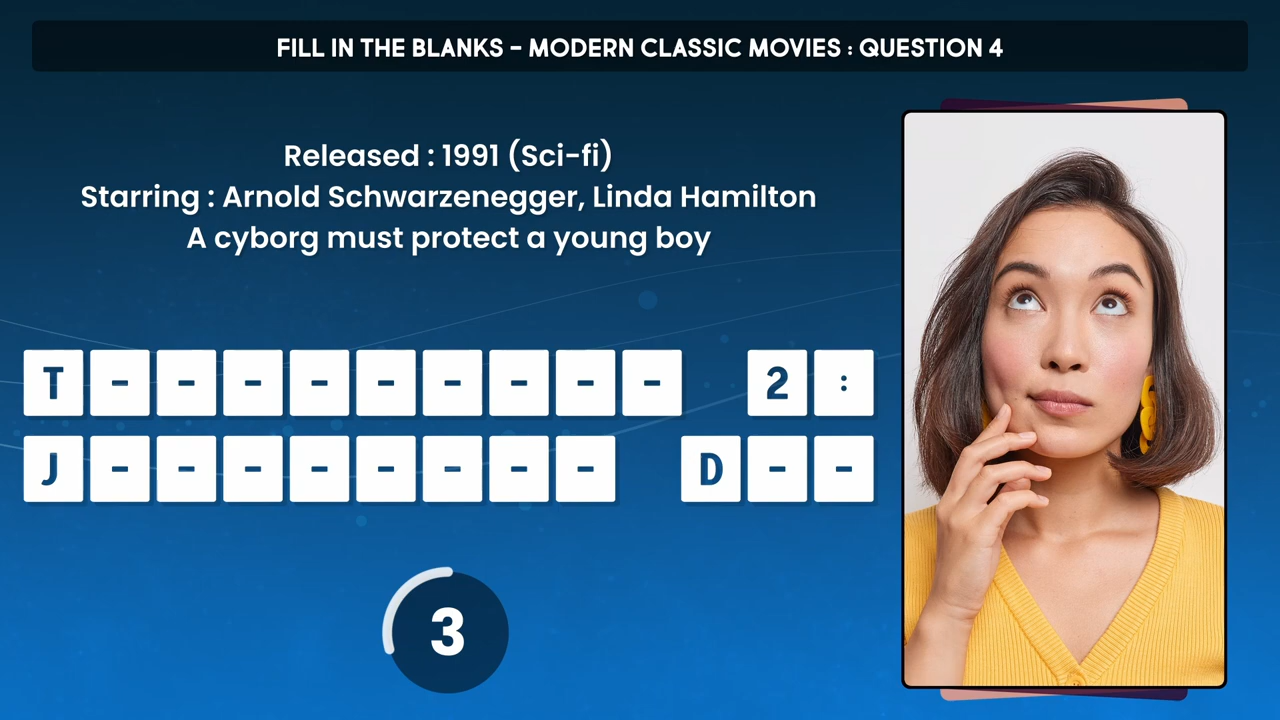 FILL IN THE BLANKS - MODERN CLASSIC MOVIES : QUESTION 4
Released : 1991 (Sci-fi)
Starring : Arnold Schwarzenegger, Linda Hamilton
A cyborg must protect a young boy
T - - - - - - - - - 2 :
J - - - - - - - - D - -
3